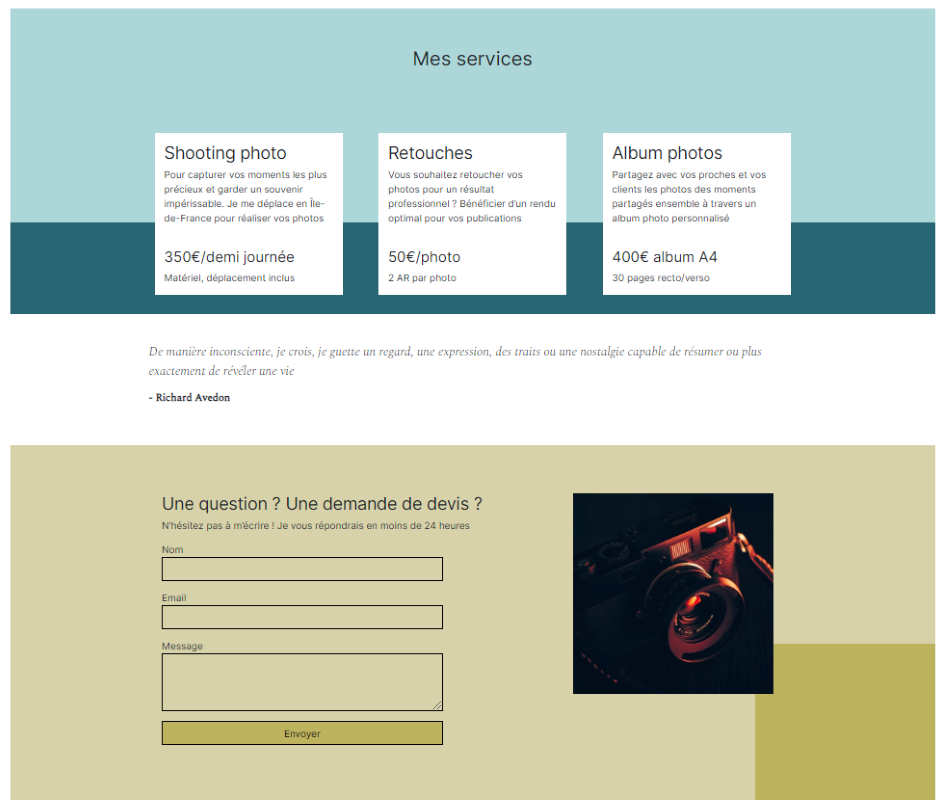 Mes services
Shooting photo
Pour capturer vos moments les plus
précieux et garder un souvenir
impérissable. Je me déplace en Île-
de-France pour réaliser vos photos
350€/demi journée
Matériel, déplacement inclus
Retouches
Vous souhaitez retoucher vos
photos pour un résultat
professionnel ? Bénéficier d'un rendu
optimal pour vos publications
50€/photo
2 AR par photo
Album photos
Partagez avec vos proches et vos
clients les photos des moments
partagés ensemble à travers un
album photo personnalisé
400€ album A4
30 pages recto/verso
De manière inconsciente, je crois, je guette un regard, une expression, des traits ou une nostalgie capable de résumer ou plus
exactement de révéler une vie
- Richard Avedon
Une question ? Une demande de devis ?
N'hésitez pas à m'écrire ! Je vous répondrais en moins de 24 heures
Nom
Email
Message
Envoyer